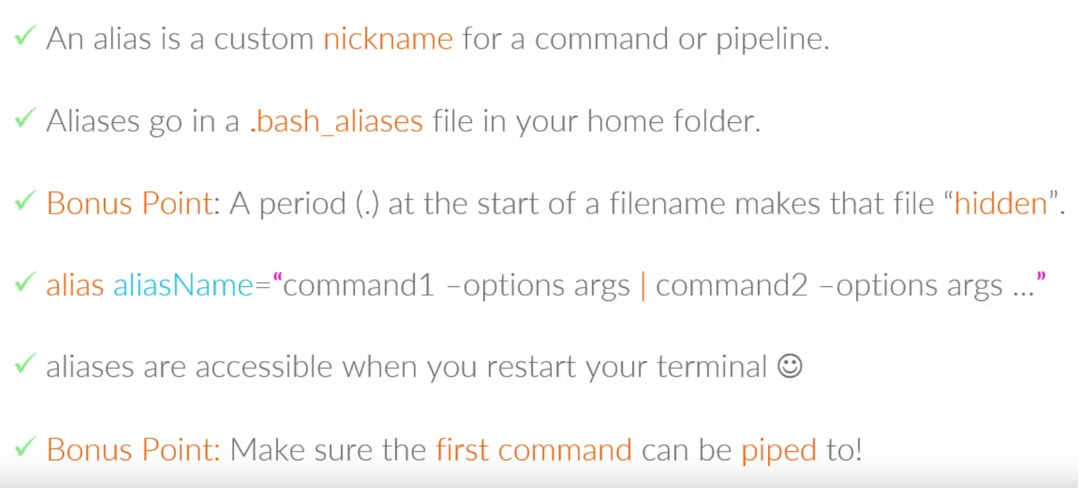 ✓ An alias is a custom nickname for a command or pipeline.
✓ Aliases go in a .bash_aliases file in your home folder.
✓ Bonus Point: A period (.) at the start of a filename makes that file “hidden”.
✓ alias aliasName=“command1 –options args | command2 –options args …”
✓ aliases are accessible when you restart your terminal ☺
✓ Bonus Point: Make sure the first command can be piped to!